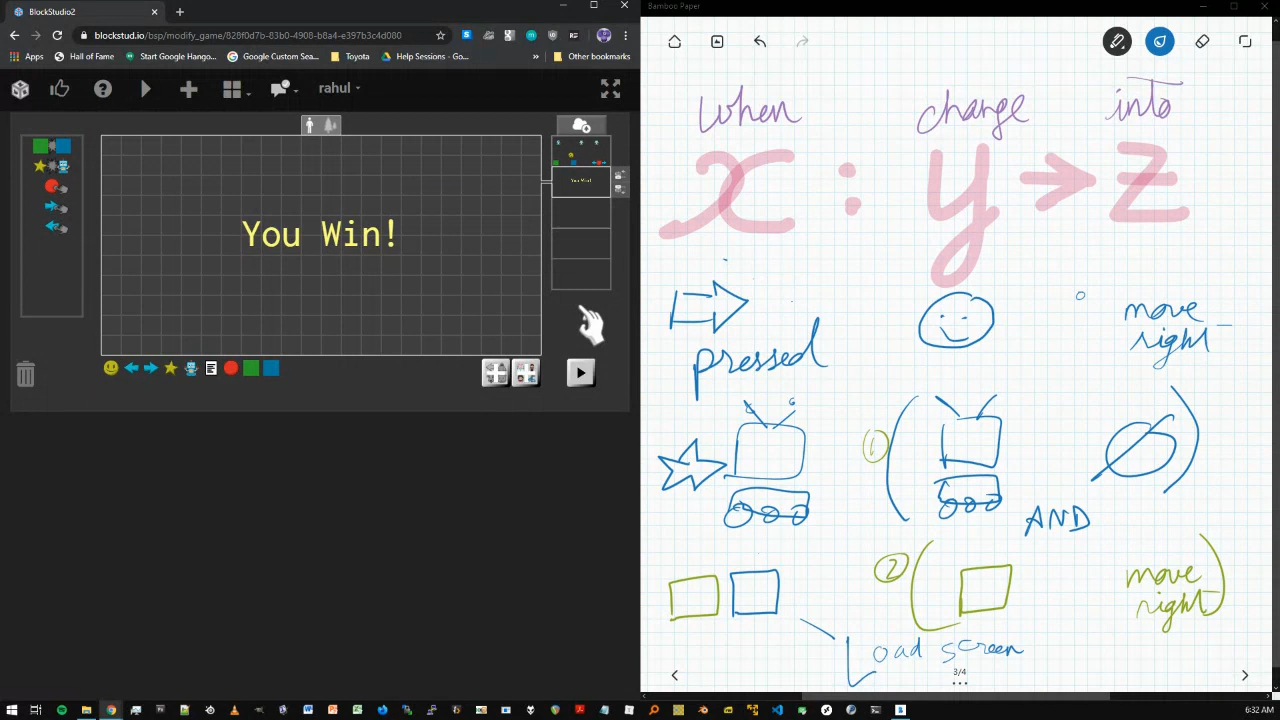 BlockStudio2
blockstud.io/bsp/modify_game/828f0d7b-83b0-4908-b8a4-e397b3c4d080
Apps
Hall of Fame
Start Google Hangou...
Google Custom Sea...
Toyota
Help Sessions - Go...
»
Other bookmarks
rahul
You Win!
You Win!
Bamboo Paper
when change into
x : y → z
pressed
move
right
1
AND
2
move
right
Load screen
3/4
6:32 AM